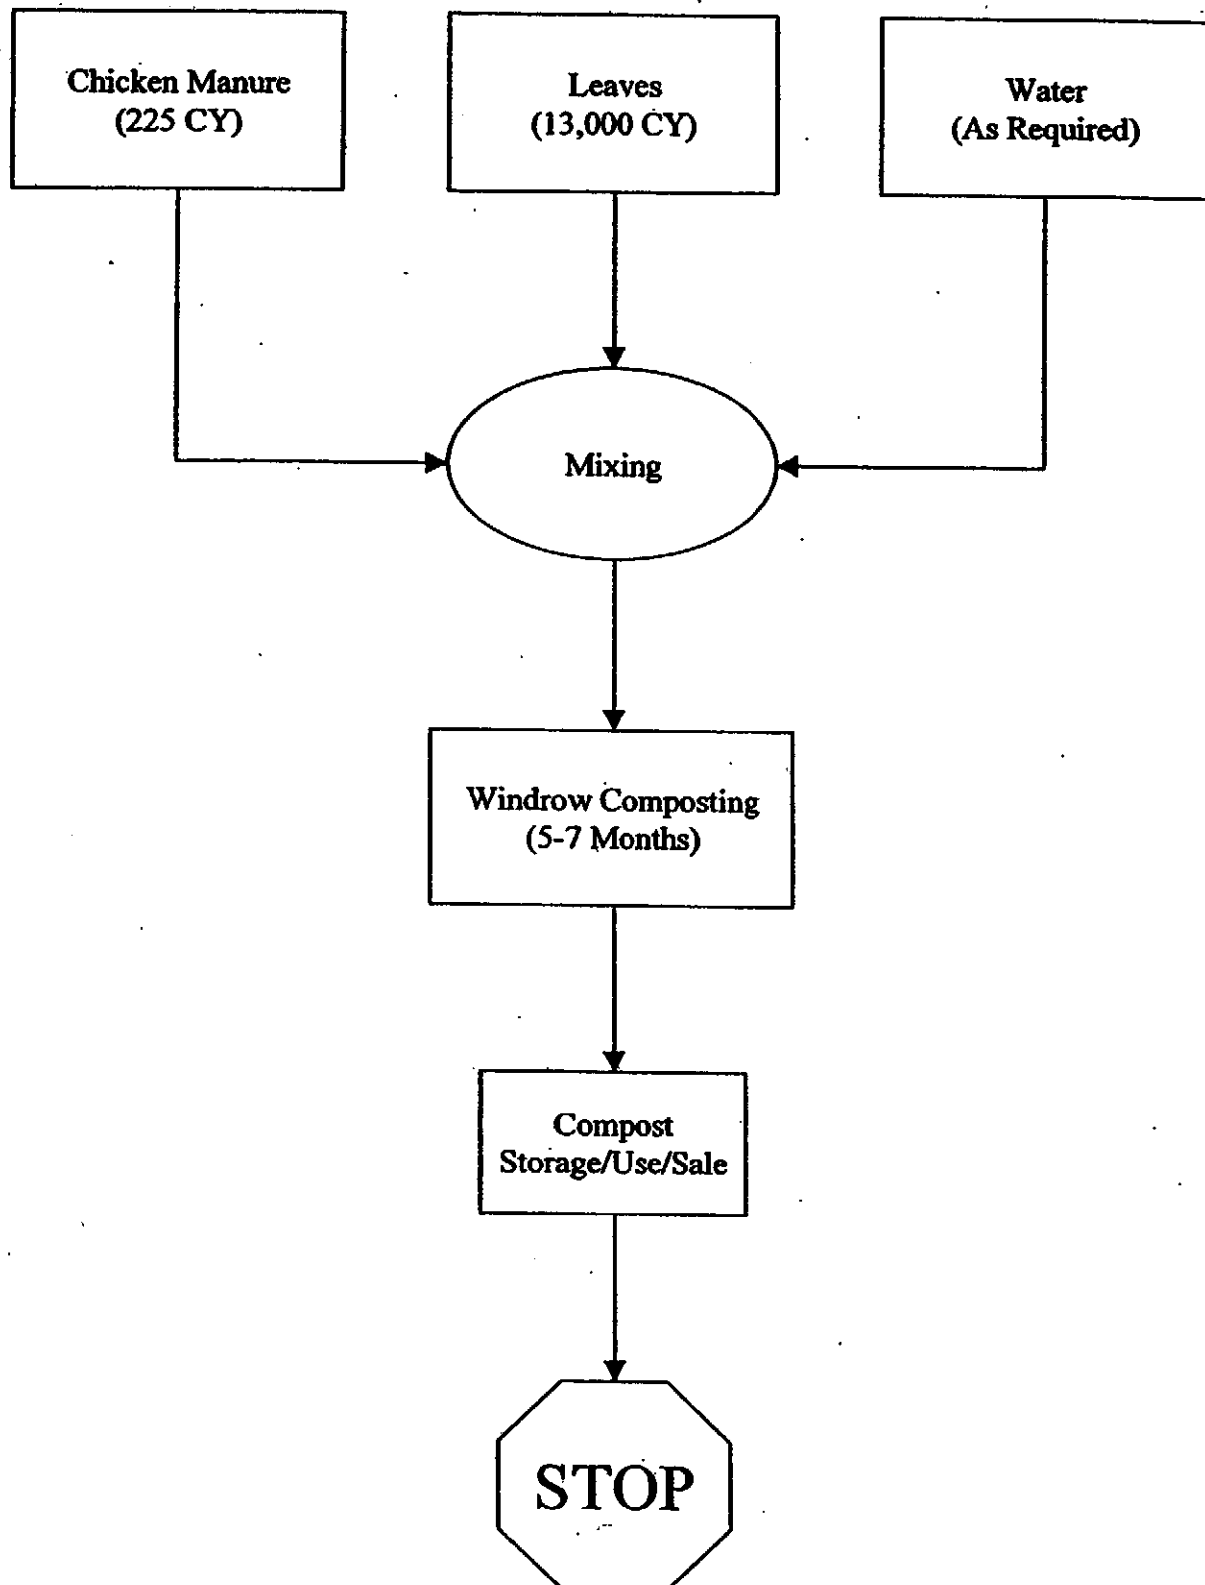 Chicken Manure
(225 CY)
Leaves
(13,000 CY)
Water
(As Required)
Mixing
Windrow Composting
(5-7 Months)
Compost
Storage/Use/Sale
STOP